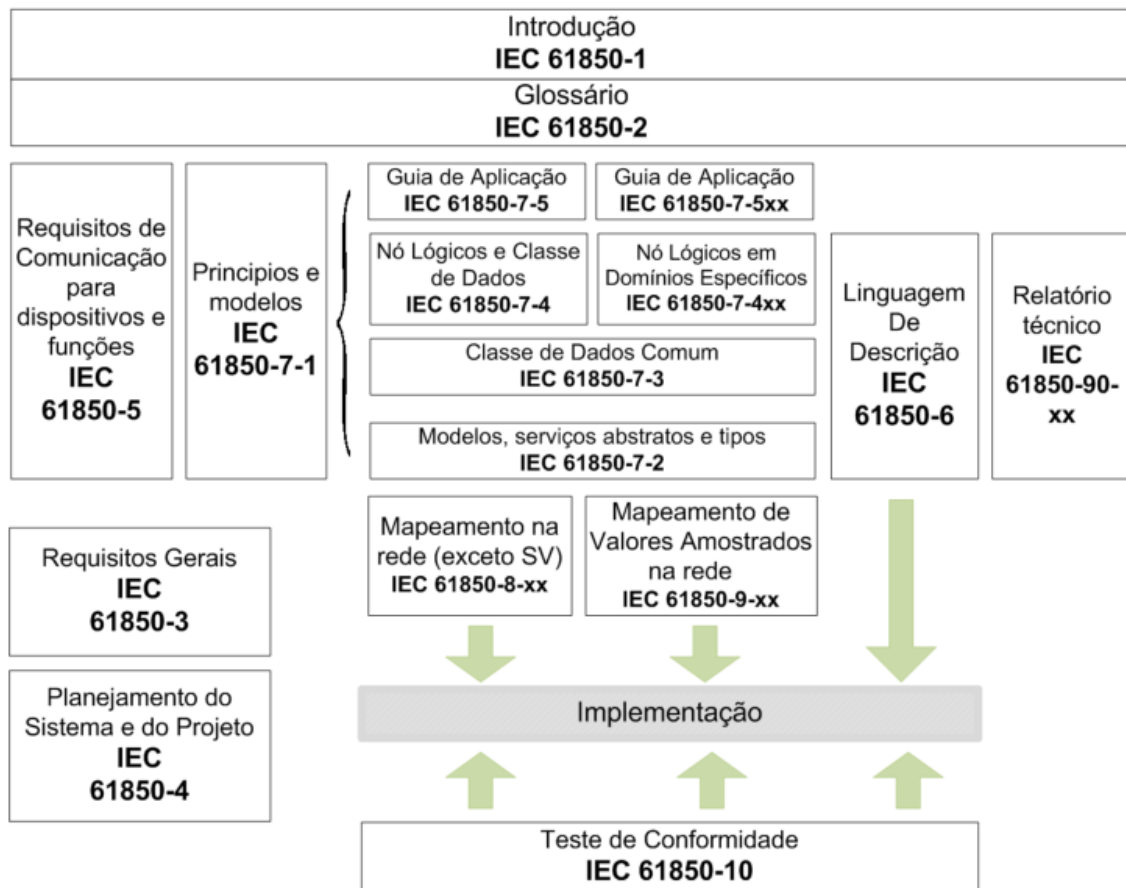 Introdução
IEC 61850-1
Glossário
IEC 61850-2
Requisitos de
Comunicação
para
dispositivos e
funções
IEC
61850-5
Principios e
modelos
IEC
61850-7-1
Guia de Aplicação
IEC 61850-7-5
Guia de Aplicação
IEC 61850-7-5xx
Nó Lógicos e Classe
de Dados
IEC 61850-7-4
Nó Lógicos em
Domínios Específicos
IEC 61850-7-4xx
Classe de Dados Comum
IEC 61850-7-3
Modelos, serviços abstratos e tipos
IEC 61850-7-2
Linguagem
De
Descrição
IEC
61850-6
Relatório
técnico
IEC
61850-90-
xx
Mapeamento na
rede (exceto SV)
IEC 61850-8-xx
Mapeamento de
Valores Amostrados
na rede
IEC 61850-9-xx
Requisitos Gerais
IEC
61850-3
Planejamento do
Sistema e do Projeto
IEC
61850-4
Implementação
Teste de Conformidade
IEC 61850-10